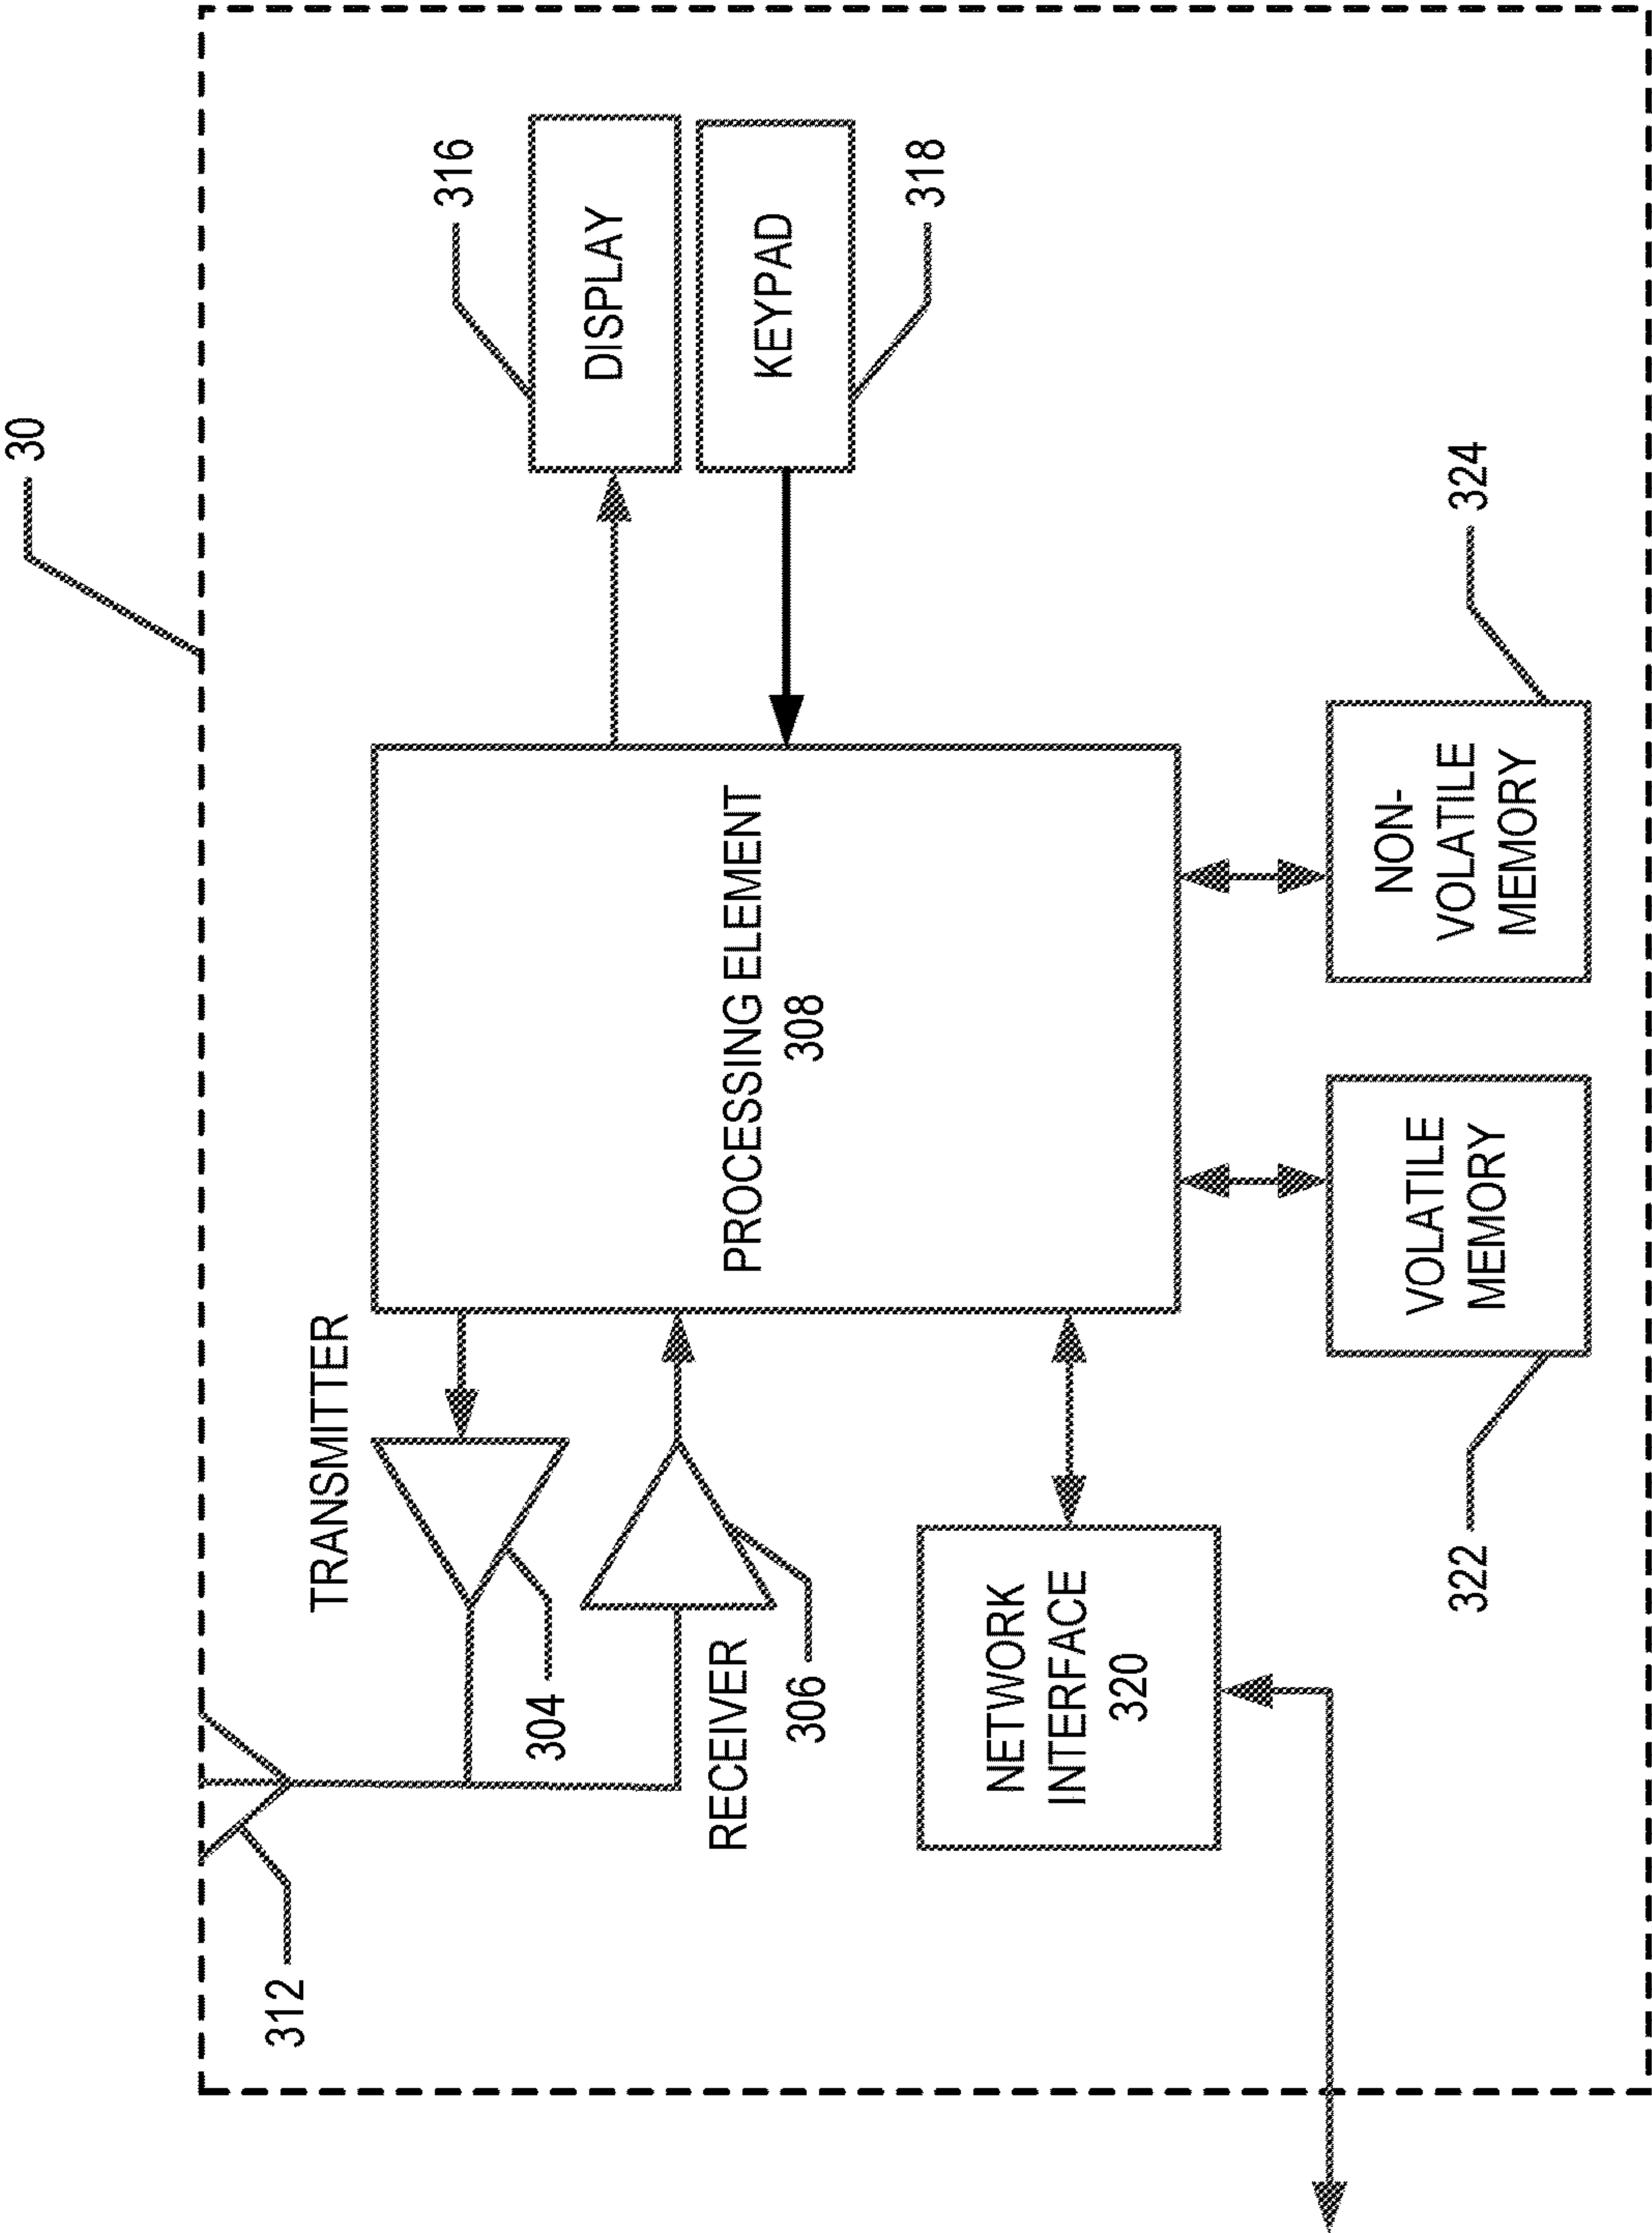 30
312
TRANSMITTER
304
RECEIVER
306
PROCESSING ELEMENT
308
316
DISPLAY
KEYPAD
318
NETWORK
INTERFACE
320
322
VOLATILE
MEMORY
NON-
VOLATILE
MEMORY
324